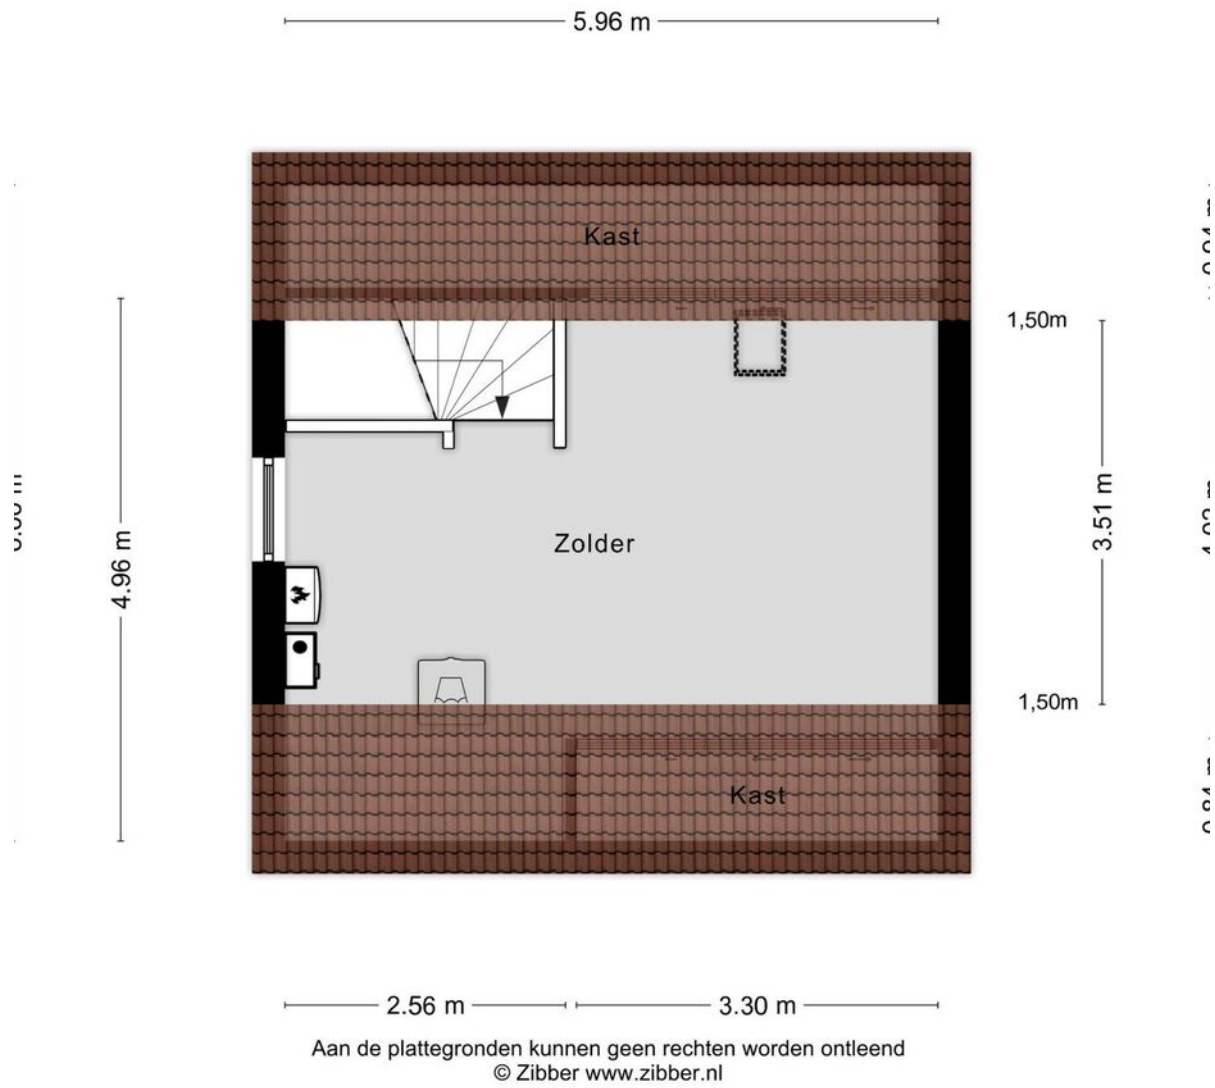 5.96 m
Kast
1,50m
4.96 m
3.51 m
Zolder
1,50m
Kast
2.56 m
3.30 m
Aan de plattegronden kunnen geen rechten worden ontleend
© Zibber www.zibber.nl